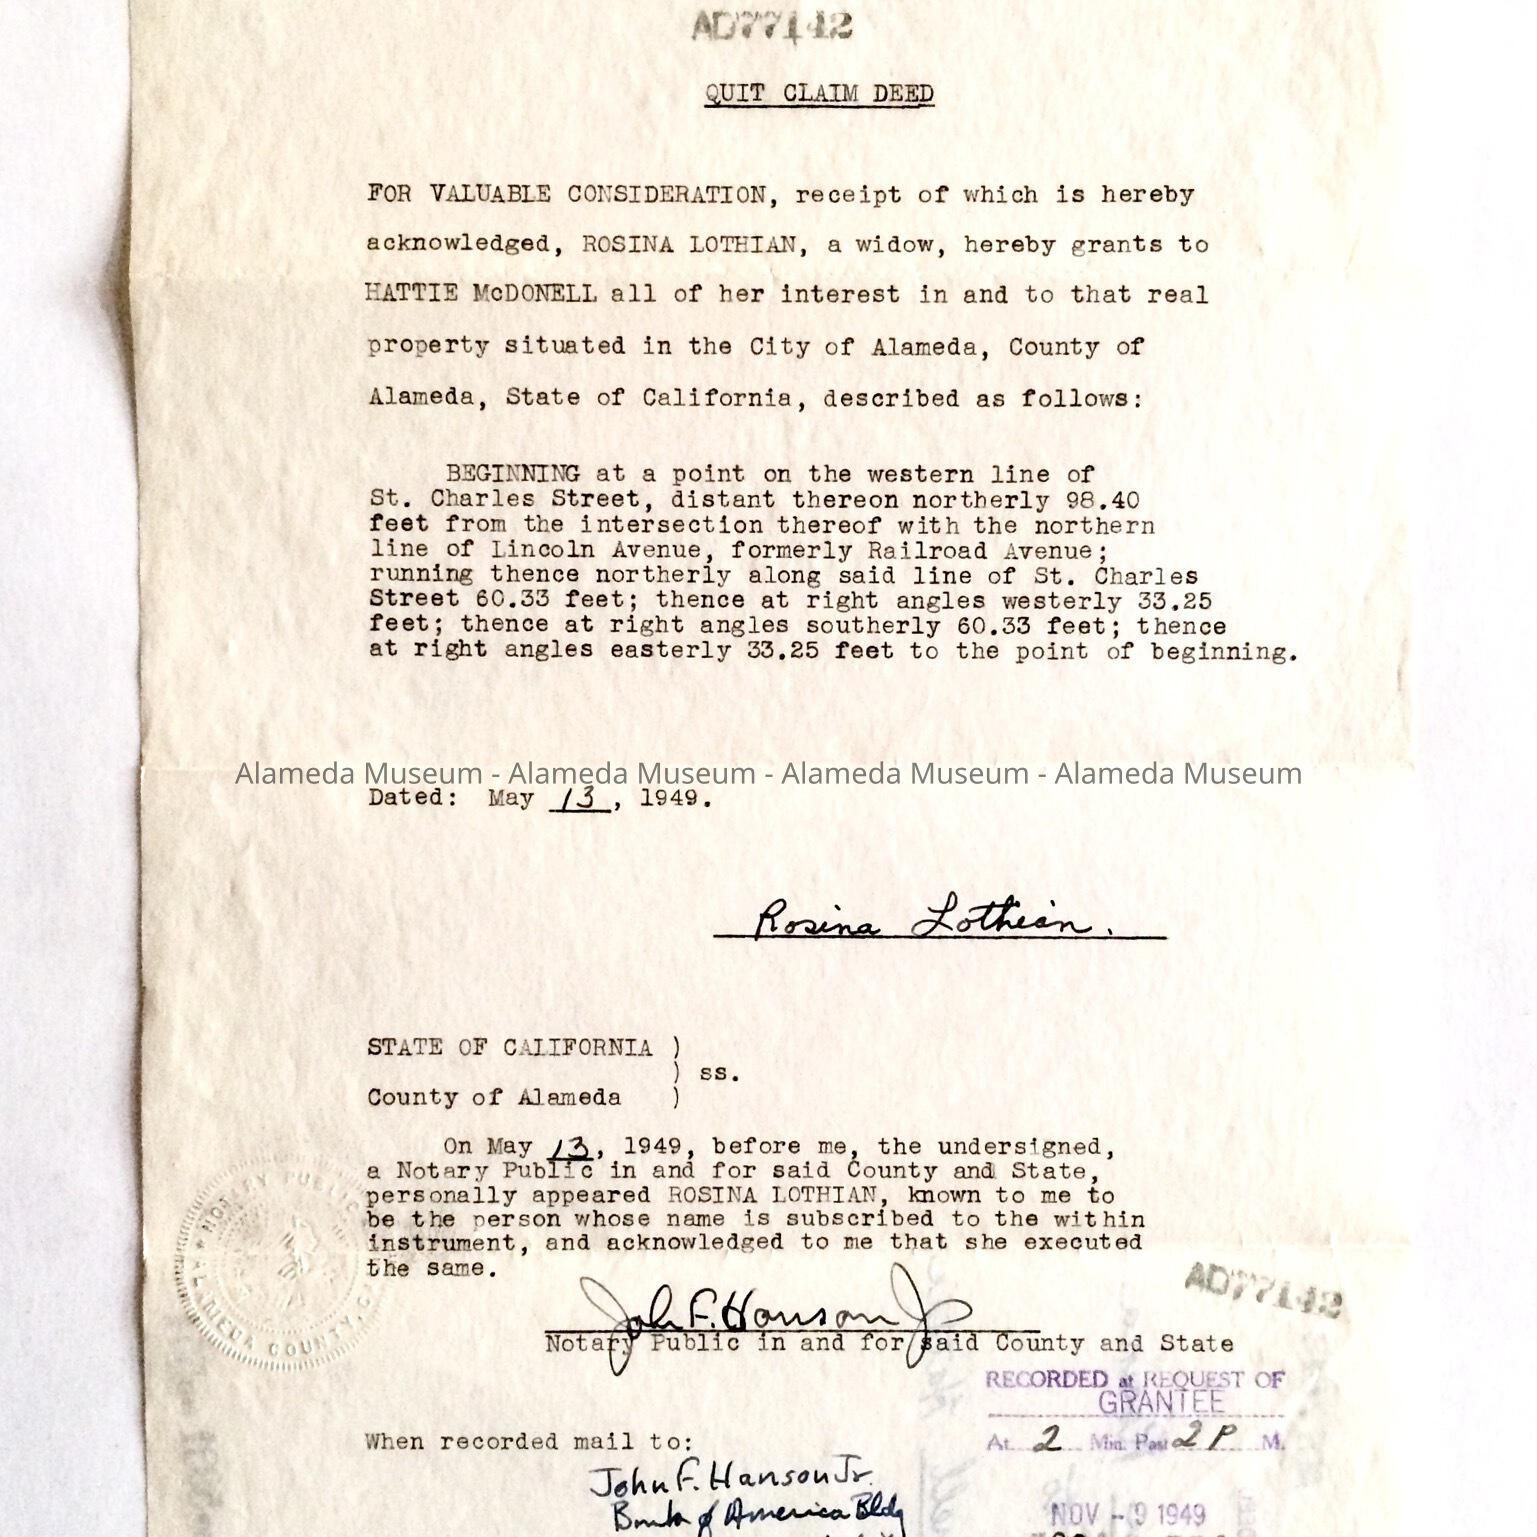 AD77142
QUIT CLAIM DEED
FOR VALUABLE CONSIDERATION, receipt of which is hereby
acknowledged, ROSINA LOTHIAN, a widow, hereby grants to
HATTIE McDONELL all of her interest in and to that real
property situated in the City of Alameda, County of
Alameda, State of California, described as follows:
BEGINNING at a point on the western line of
St. Charles Street, distant thereon northerly 98.40
feet from the intersection thereof with the northern
line of Lincoln Avenue, formerly Railroad Avenue;
running thence northerly along said line of St. Charles
Street 60.33 feet; thence at right angles westerly 33.25
feet; thence at right angles southerly 60.33 feet; thence
at right angles easterly 33.25 feet to the point of beginning.
Alameda Museum - Alameda Museum - Alameda Museum - Alameda Museum
Dated: May 13, 1949.
Rosina Lothian.
STATE OF CALIFORNIA )
) ss.
County of Alameda )
On May 13, 1949, before me, the undersigned,
a Notary Public in and for said County and State,
personally appeared ROSINA LOTHIAN, known to me to
be the person whose name is subscribed to the within
instrument, and acknowledged to me that she executed
the same.
NOTARY PUBLIC
ALAMEDA COUNTY, CA
AD77142
John F. Hanson Jr
Notary Public in and for said County and State
RECORDED at REQUEST OF
GRANTEE
At 2 Min. Past 2 P M.
When recorded mail to:
John F. Hanson Jr.
Bank of America Bldg
NOV - 9 1949